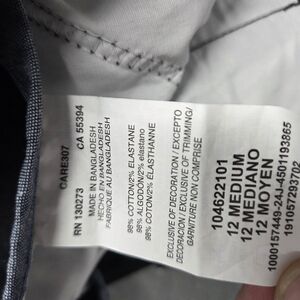 CARE307
RN 130273 CA 55394
MADE IN BANGLADESH
HECHO EN BANGLADESH
FABRIQUÉ AU BANGLADESH
98% COTTON/2% ELASTANE
98% ALGODÓN/2% elastano
98% COTON/2% ÉLASTHANNE
EXCLUSIVE OF DECORATION / EXCEPTO
DECORACIÓN / EXCLUSIVE OF TRIMMING/
GARNITURE NON COMPRISE
104622101
12 MEDIUM
12 MEDIANO
12 MOYEN
1000157449-24J-4501193865
191057293702